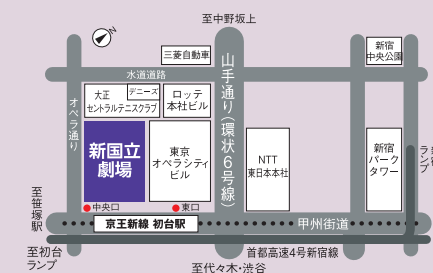 至中野坂上
N
三菱自動車
新宿
中央公園
水道道路
山手通り(環状6号線)
オペラ通り
大正
セントラルテニスクラブ
デニーズ
ロッテ
本社ビル
新国立
劇場
東京
オペラシティ
ビル
NTT
東日本本社
新宿
パーク
タワー
ランプ
至笹塚駅
中央口
東口
京王新線 初台駅
甲州街道
至初台
ランプ
首都高速4号新宿線
至代々木・渋谷